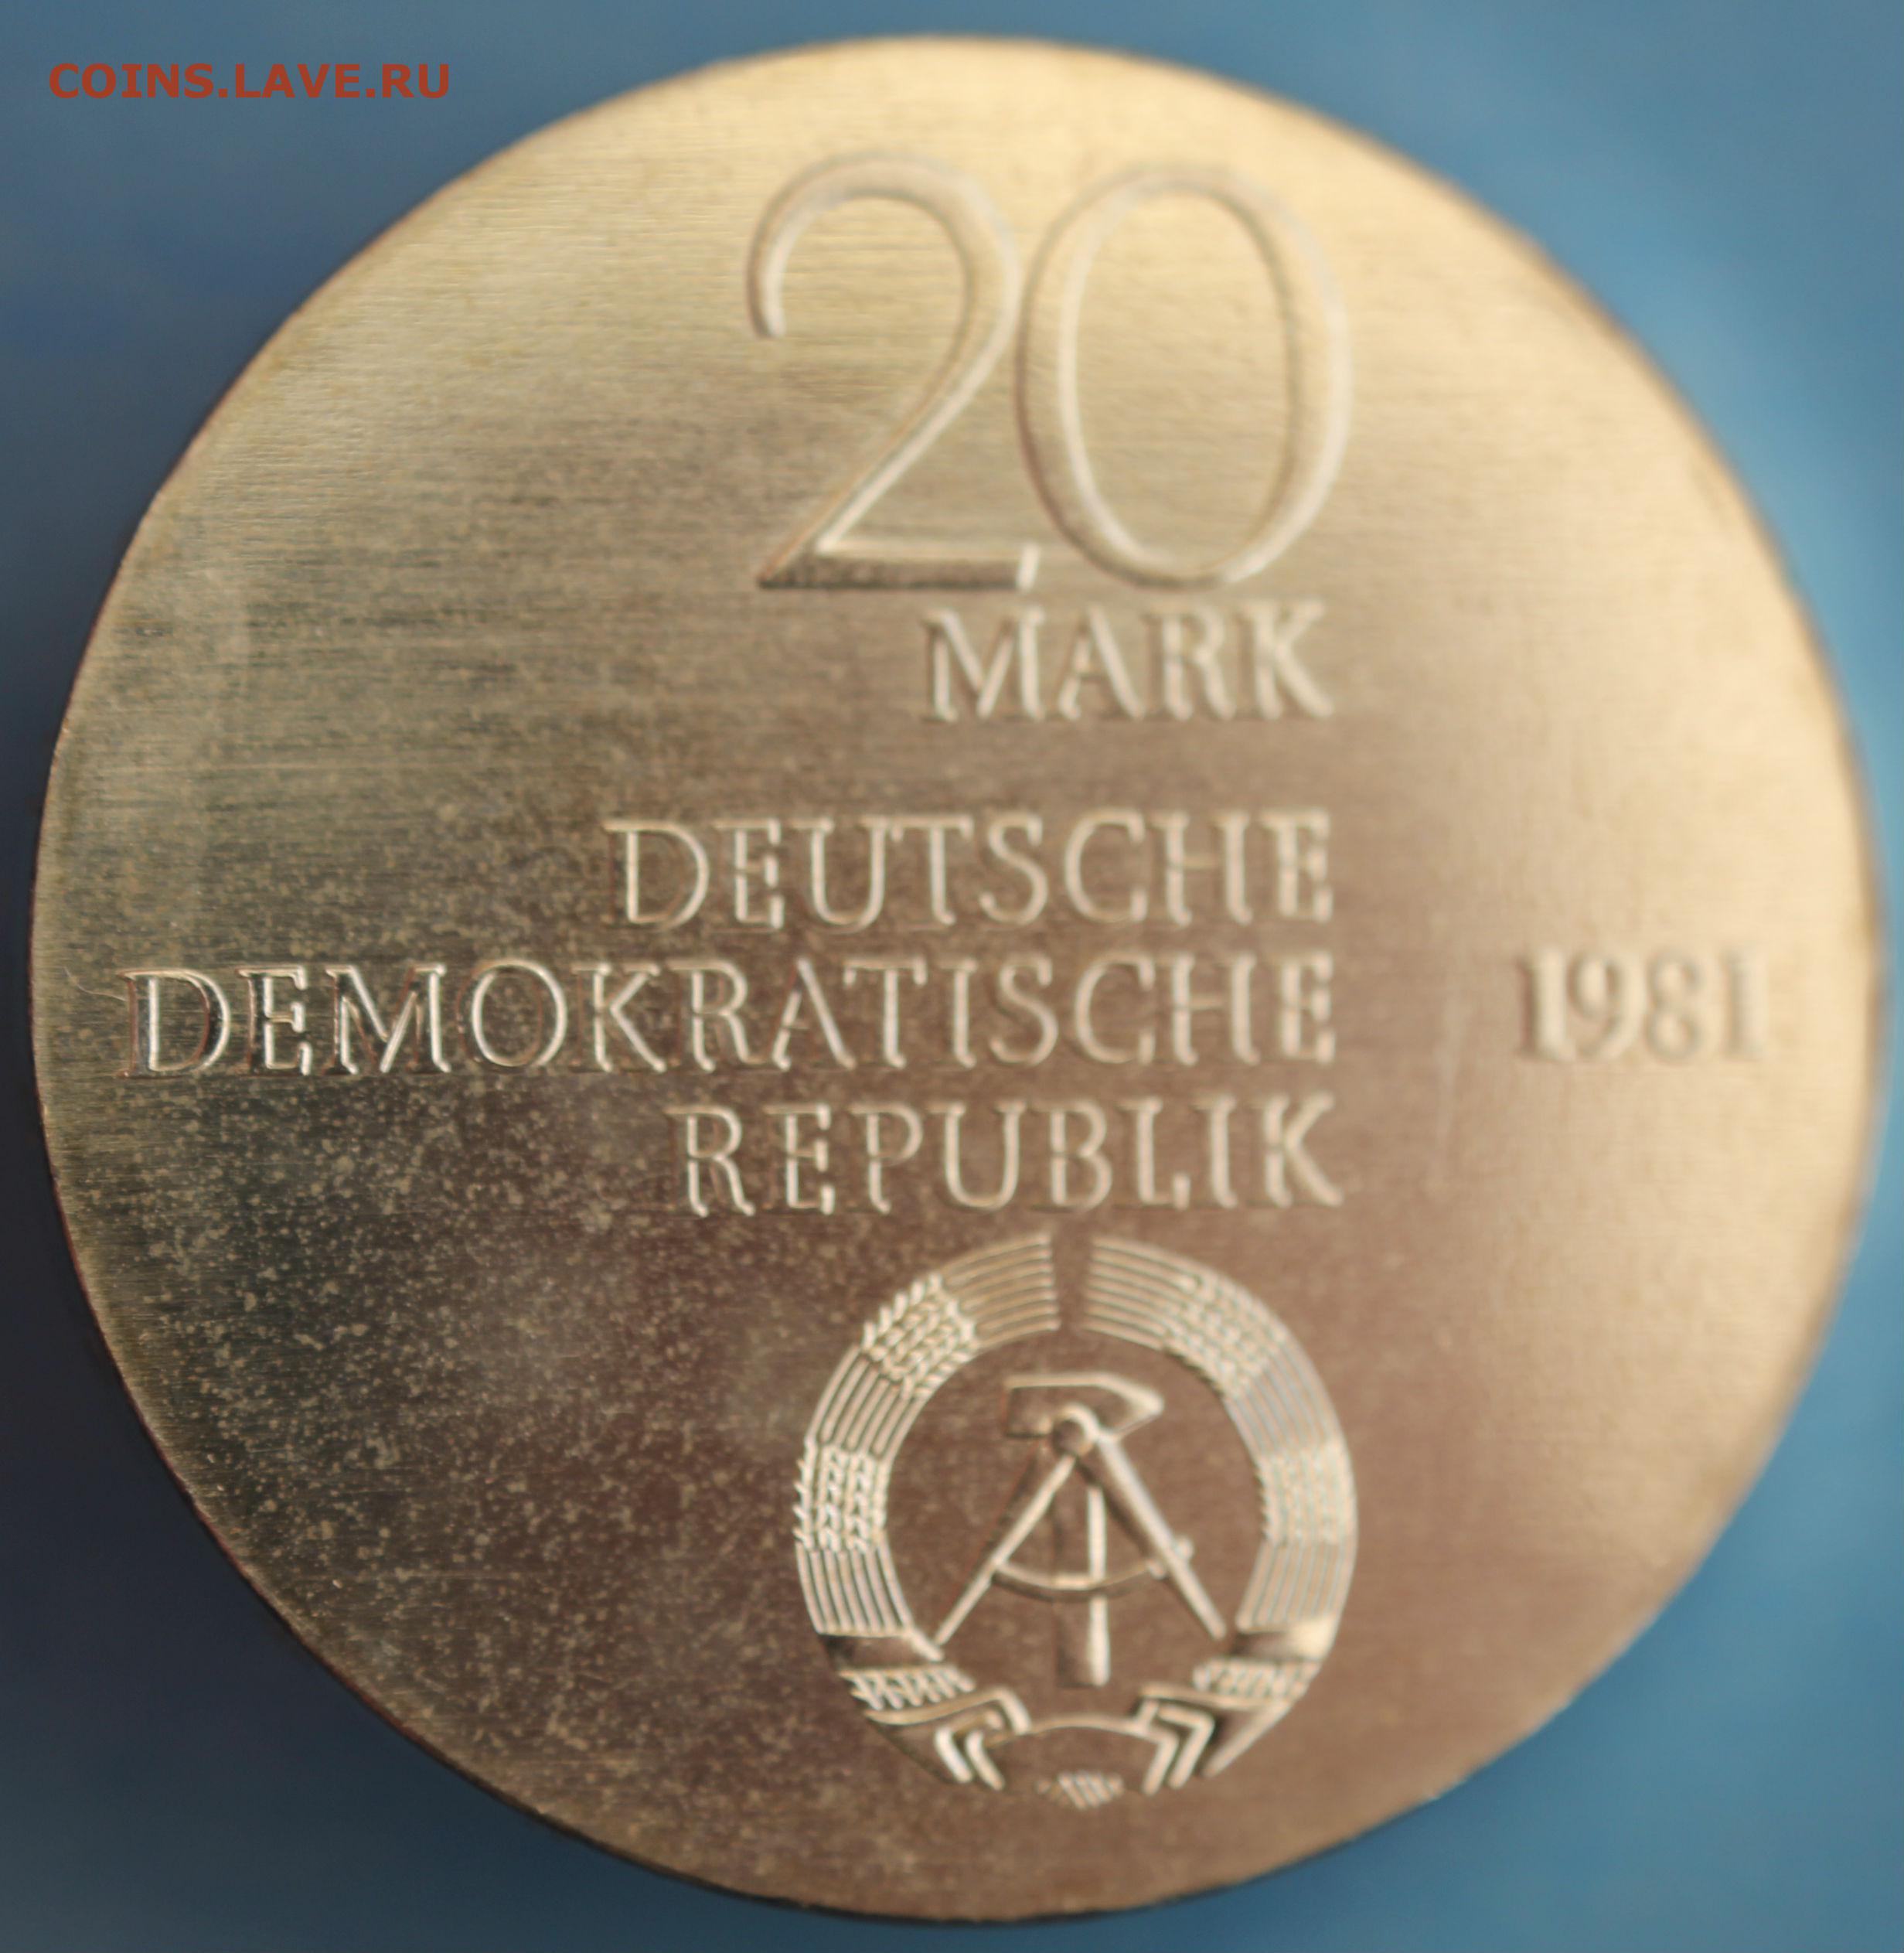 COINS.LAVE.RU
20
MARK
DEUTSCHE
DEMOKRATISCHE 1981
REPUBLIK